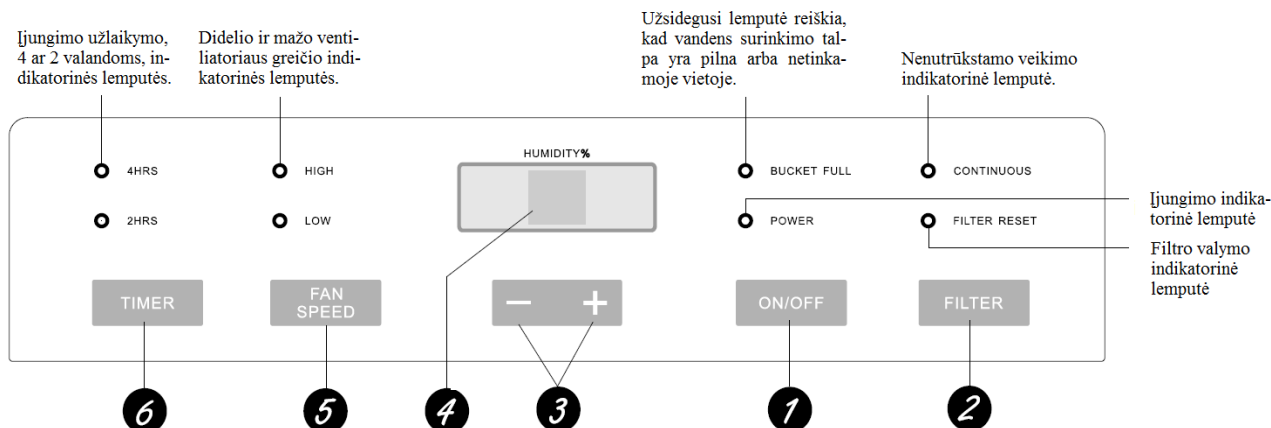 Įjungimo užlaikymo,
4 ar 2 valandoms, in-
dikatorinės lemputės.
Didelio ir mažo venti-
liatoriaus greičio indi-
katorinės lemputės.
Užsidegusi lemputė reiškia,
kad vandens surinkimo tal-
pa yra pilna arba netinka-
moje vietoje.
Nenutrūkstamo veikimo
indikatorinė lemputė.
HUMIDITY%
4HRS
HIGH
BUCKET FULL
CONTINUOUS
2HRS
LOW
POWER
FILTER RESET
Įjungimo indika-
torinė lemputė
Filtro valymo
indikatorinė
lemputė
TIMER
FAN
SPEED
− +
ON/OFF
FILTER
6
5
4
3
1
2